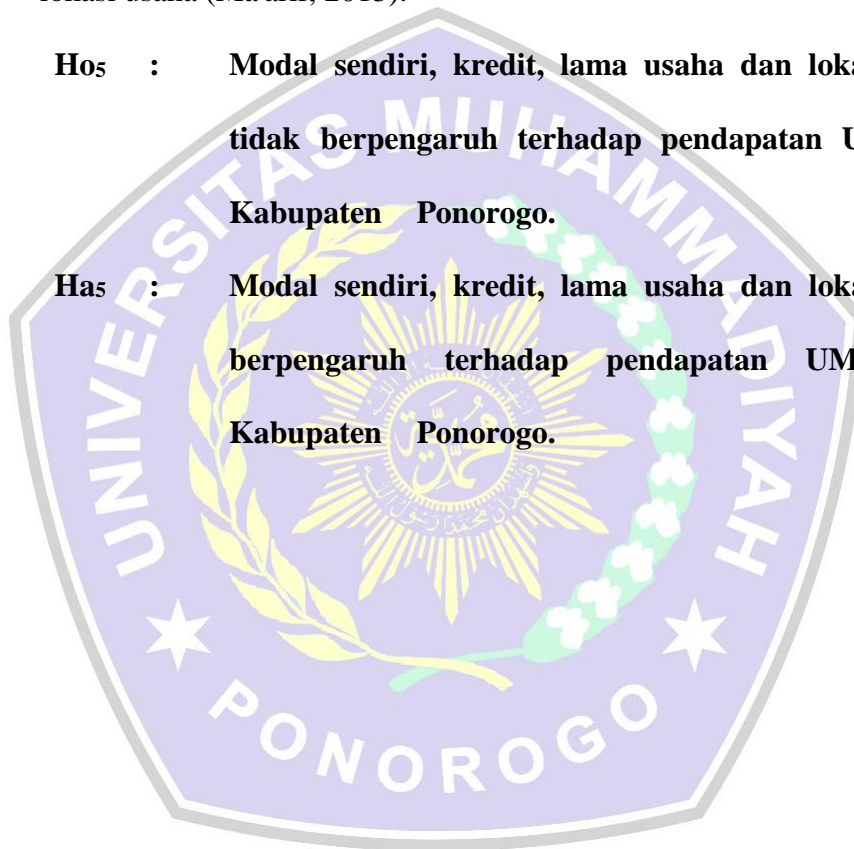 lokasi usaha (Ma'arif, 2013).
Ho5 : Modal sendiri, kredit, lama usaha dan loka
tidak berpengaruh terhadap pendapatan U
Kabupaten Ponorogo.
Ha5 : Modal sendiri, kredit, lama usaha dan loka
berpengaruh terhadap pendapatan UM
Kabupaten Ponorogo.
UNIVERSITAS MUHAMMADIYAH
PONOROGO